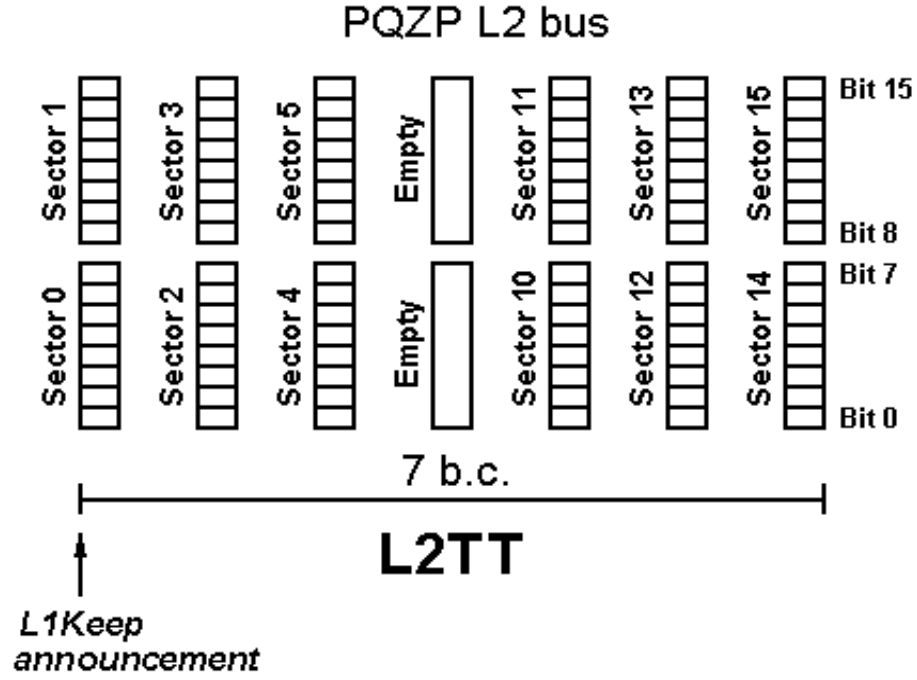 PQZP L2 bus
Sector 1
Sector 3
Sector 5
Empty
Sector 11
Sector 13
Sector 15
Bit 15
Bit 8
Sector 0
Sector 2
Sector 4
Empty
Sector 10
Sector 12
Sector 14
Bit 7
Bit 0
7 b.c.
L2TT
L1Keep
announcement